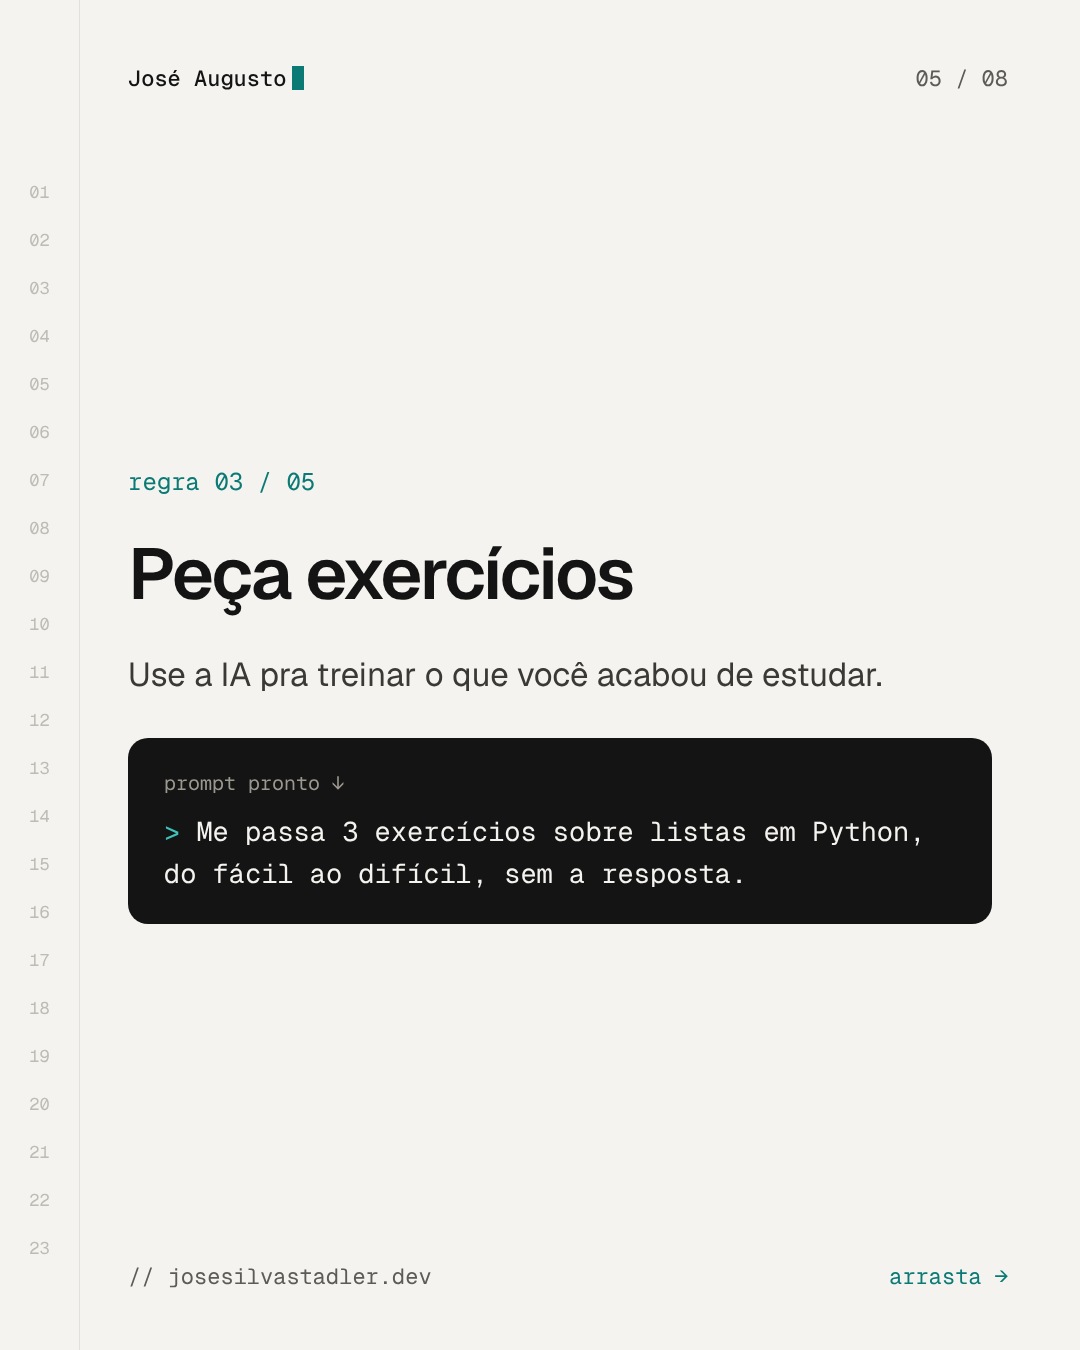 José Augusto
05 / 08
01
02
03
04
05
06
07
08
09
10
11
12
13
14
15
16
17
18
19
20
21
22
23
regra 03 / 05
Peça exercícios
Use a IA pra treinar o que você acabou de estudar.
prompt pronto ↓
> Me passa 3 exercícios sobre listas em Python,
do fácil ao difícil, sem a resposta.
// josesilvastadler.dev
arrasta →